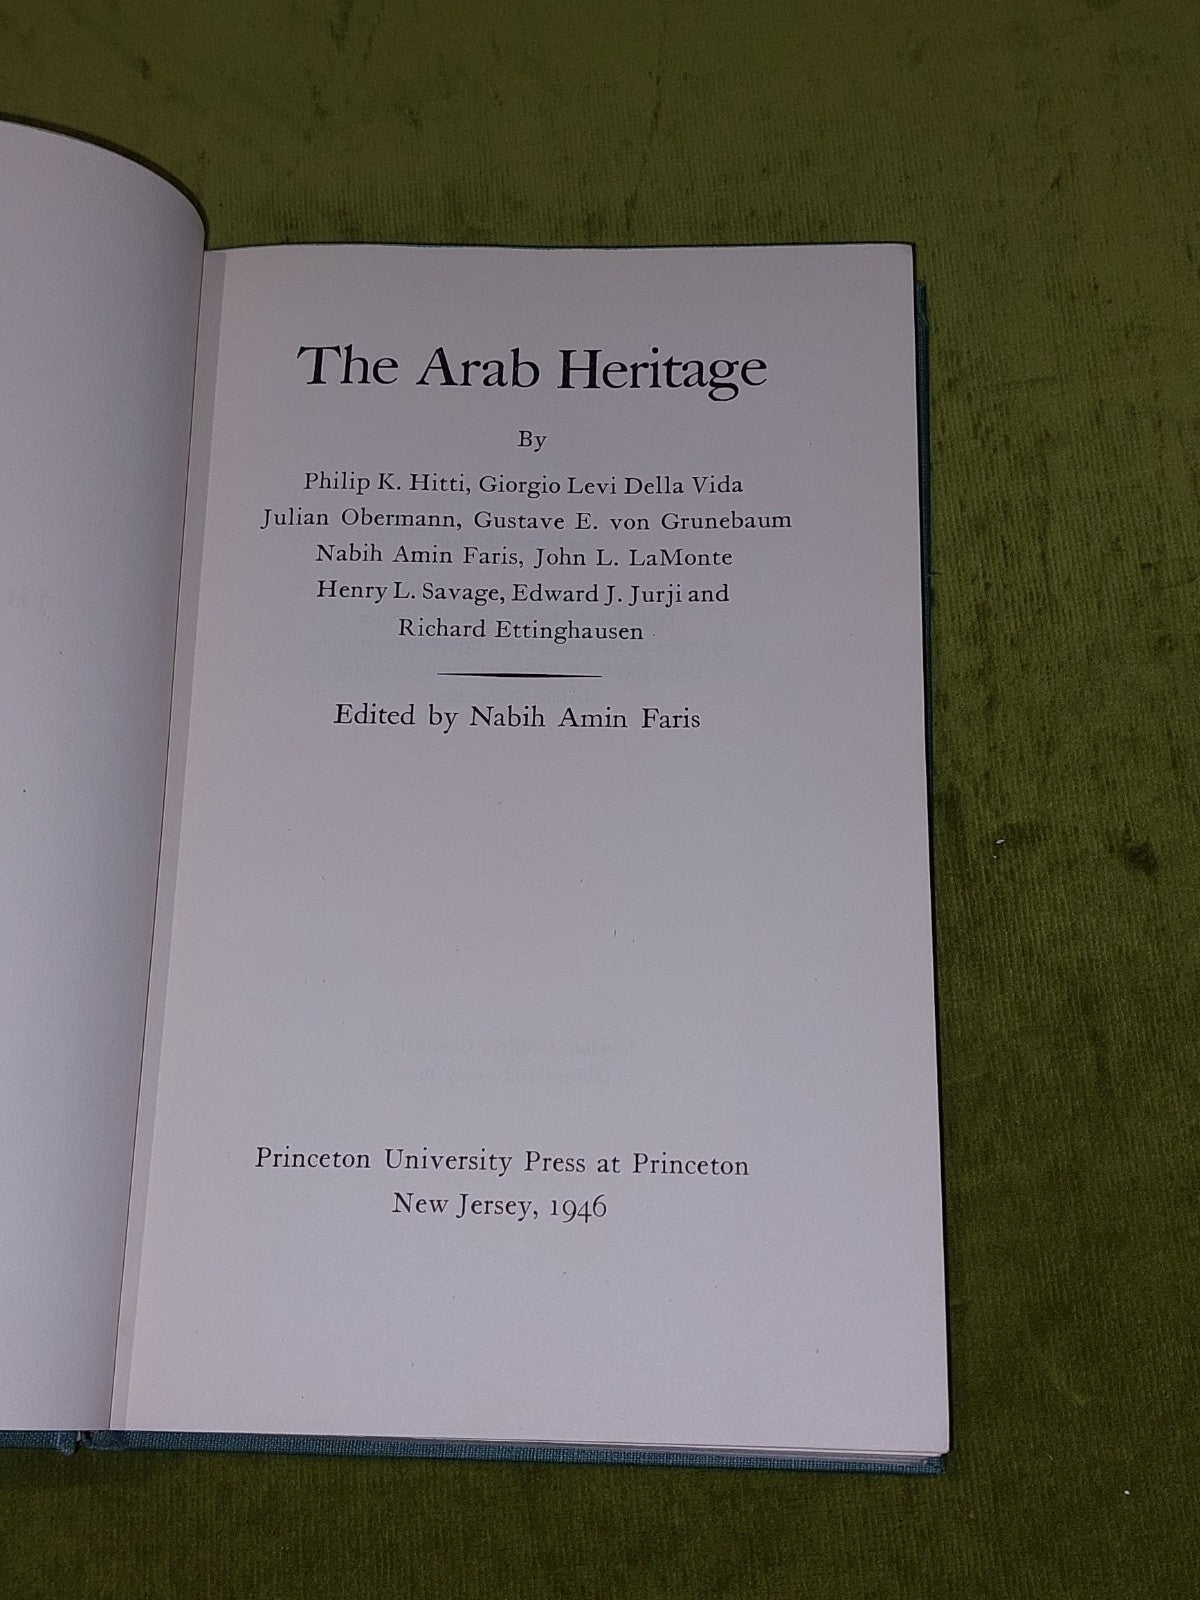 The Arab Heritage
By
Philip K. Hitti, Giorgio Levi Della Vida
Julian Obermann, Gustave E. von Grunebaum
Nabih Amin Faris, John L. LaMonte
Henry L. Savage, Edward J. Jurji and
Richard Ettinghausen
Edited by Nabih Amin Faris
Princeton University Press at Princeton
New Jersey, 1946